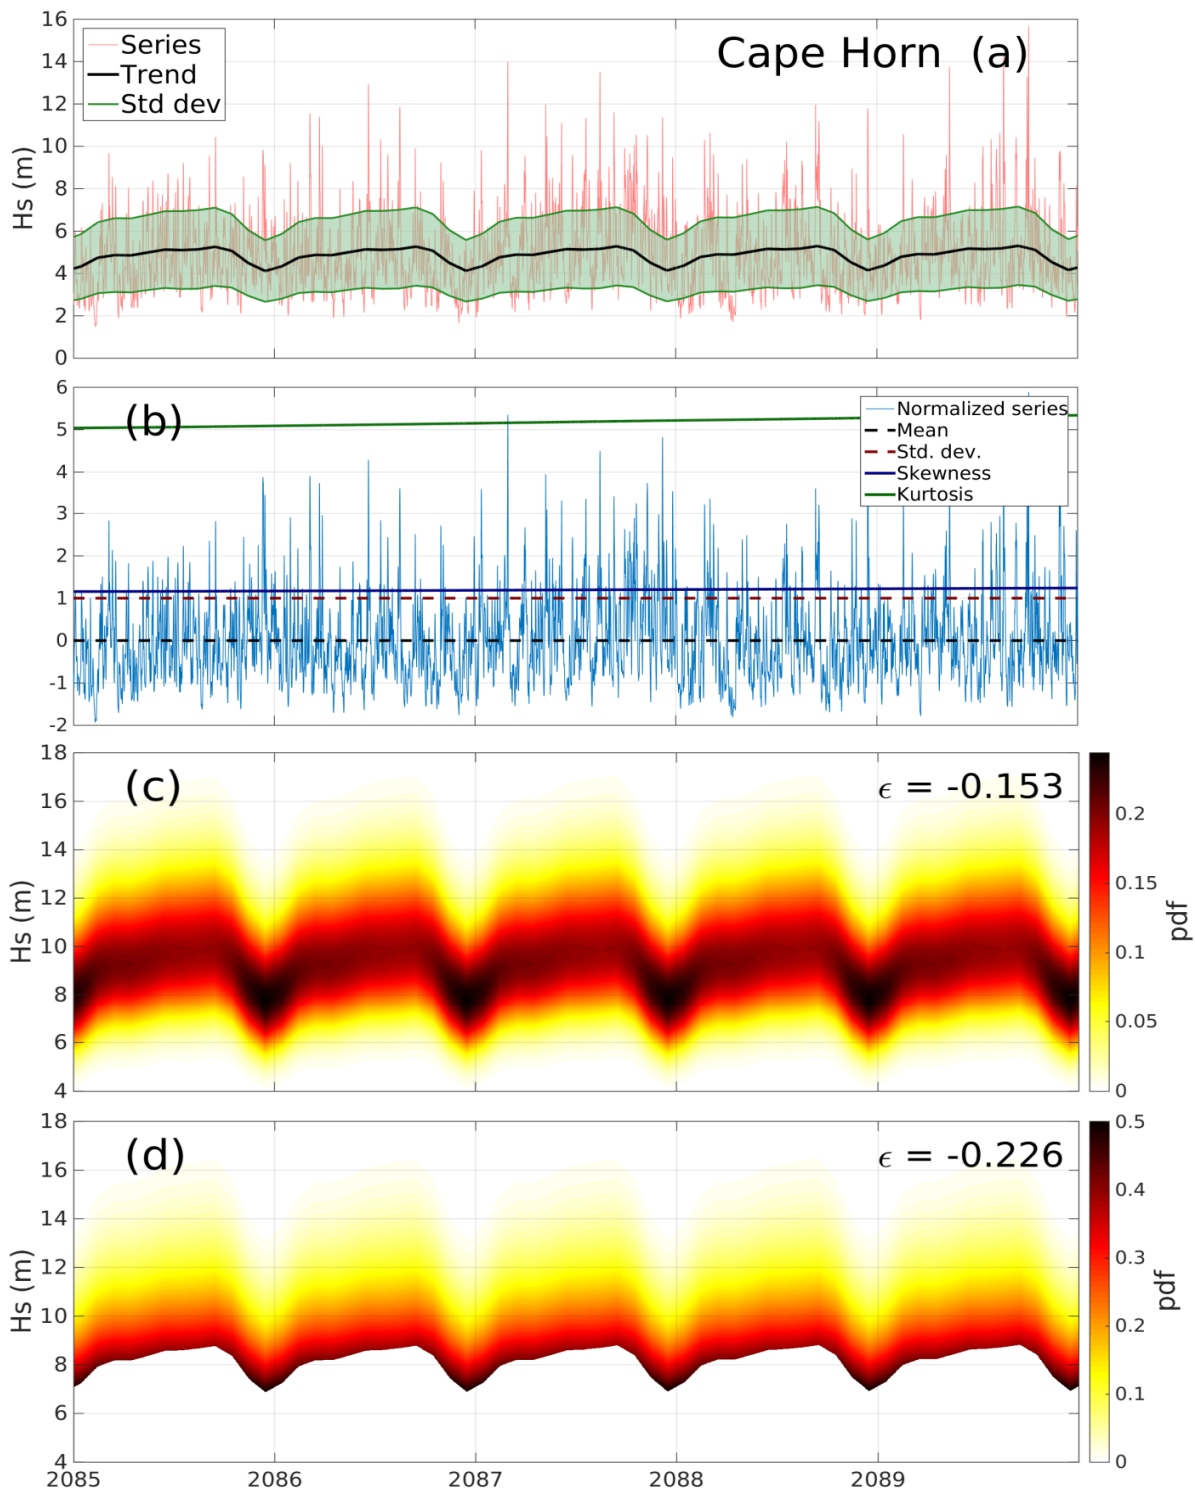 16
14
12
10
8
6
4
2
0
Hs (m)
Series
Trend
Std dev
Cape Horn (a)
6
5
4
3
2
1
0
-1
-2
(b)
Normalized series
Mean
Std. dev.
Skewness
Kurtosis
18
16
14
12
10
8
6
4
Hs (m)
(c)
ϵ = -0.153
0.2
0.15
0.1
0.05
0
pdf
18
16
14
12
10
8
6
4
Hs (m)
(d)
ϵ = -0.226
0.5
0.4
0.3
0.2
0.1
0
pdf
2085
2086
2087
2088
2089